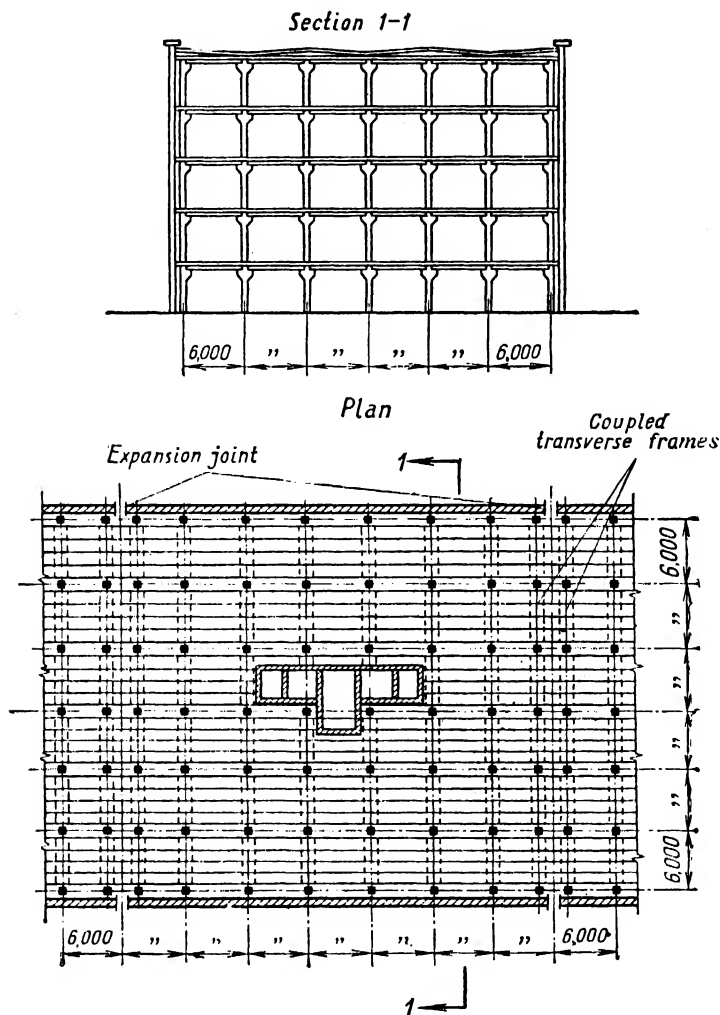 Section 1-1
6,000 ,, ,, ,, ,, 6,000
Plan
Coupled
transverse frames
1
Expansion joint
6,000
,,
,,
,,
,,
6,000
6,000 ,, ,, ,, ,, ,, ,, ,, 6,000
1